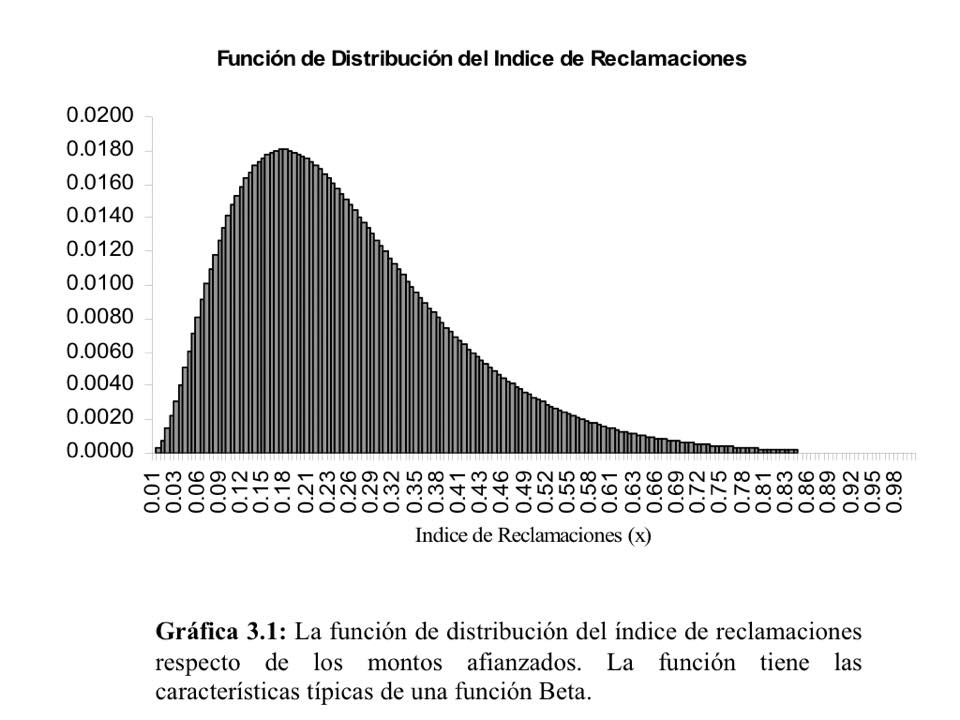 Función de Distribución del Indice de Reclamaciones
0.0200
0.0180
0.0160
0.0140
0.0120
0.0100
0.0080
0.0060
0.0040
0.0020
0.0000
0.01 0.03 0.06 0.09 0.12 0.15 0.18 0.21 0.23 0.26 0.29 0.32 0.35 0.38 0.41 0.43 0.46 0.49 0.52 0.55 0.58 0.61 0.63 0.66 0.69 0.72 0.75 0.78 0.81 0.83 0.86 0.89 0.92 0.95 0.98
Indice de Reclamaciones (x)
Gráfica 3.1: La función de distribución del índice de reclamaciones
respecto de los montos afianzados. La función tiene las
características típicas de una función Beta.